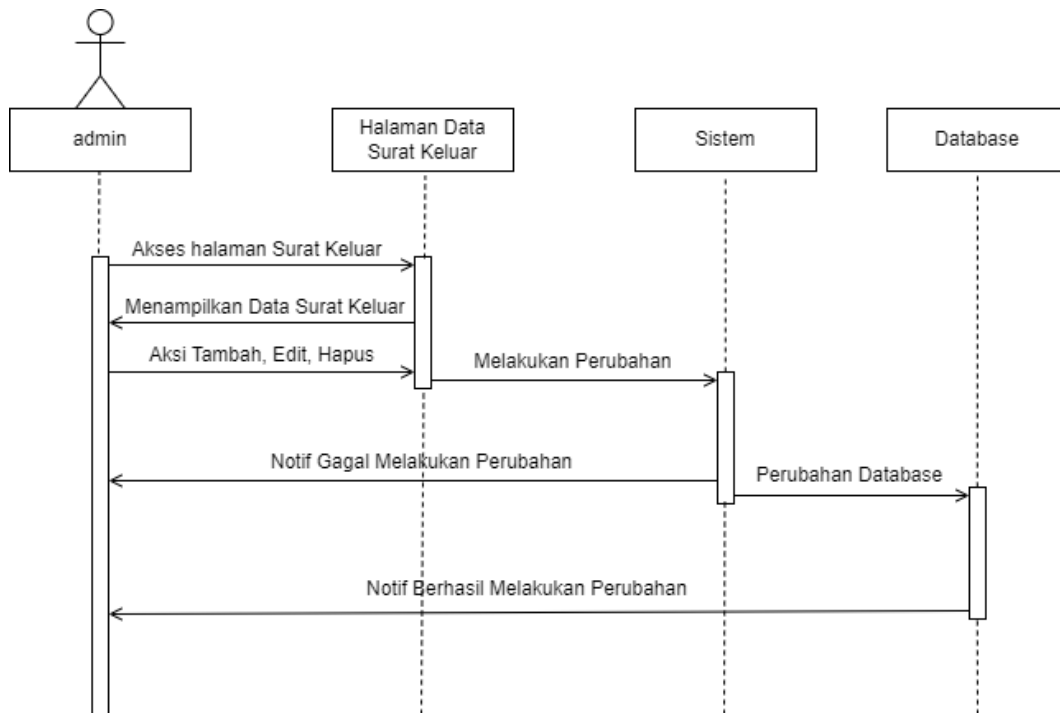 admin
Halaman Data
Surat Keluar
Sistem
Database
Akses halaman Surat Keluar
Menampilkan Data Surat Keluar
Aksi Tambah, Edit, Hapus
Melakukan Perubahan
Notif Gagal Melakukan Perubahan
Perubahan Database
Notif Berhasil Melakukan Perubahan